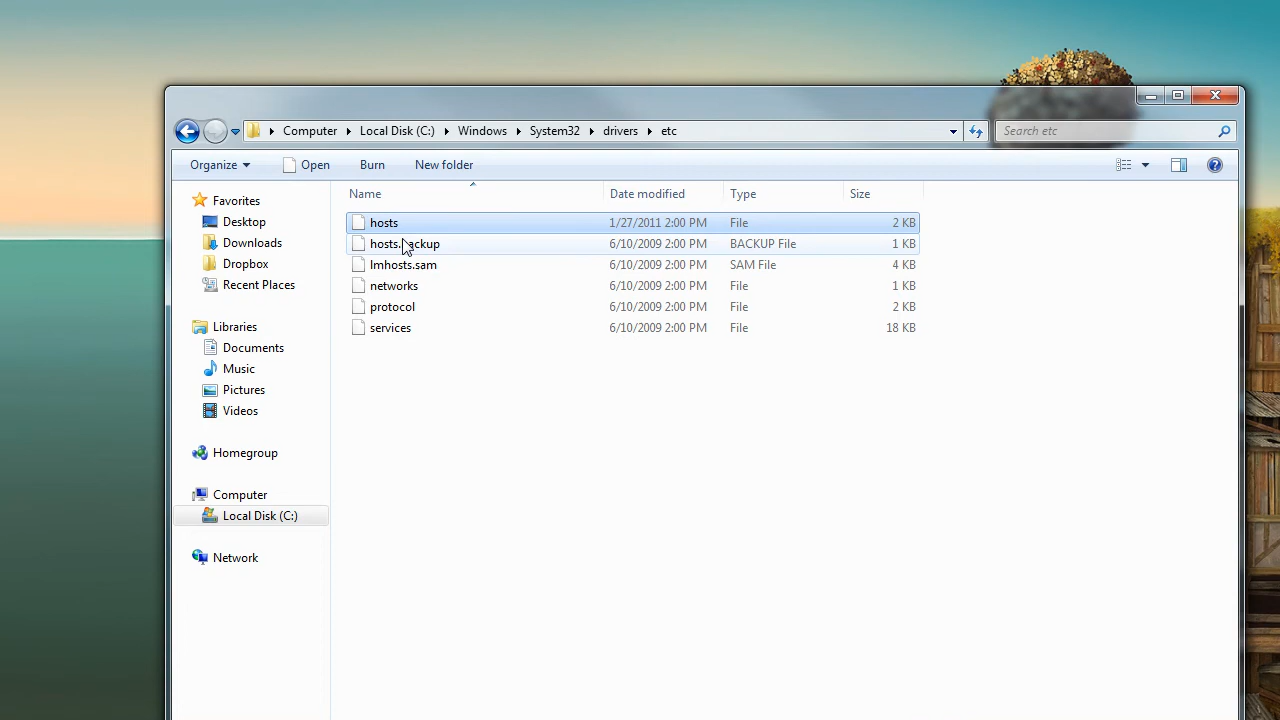 Computer Local Disk (C:) Windows System32 drivers etc Search etc
Organize Open Burn New folder
Favorites
Desktop
Downloads
Dropbox
Recent Places
Libraries
Documents
Music
Pictures
Videos
Homegroup
Computer
Local Disk (C:)
Network
Name Date modified Type Size
hosts 1/27/2011 2:00 PM File 2 KB
hosts.backup 6/10/2009 2:00 PM BACKUP File 1 KB
lmhosts.sam 6/10/2009 2:00 PM SAM File 4 KB
networks 6/10/2009 2:00 PM File 1 KB
protocol 6/10/2009 2:00 PM File 2 KB
services 6/10/2009 2:00 PM File 18 KB